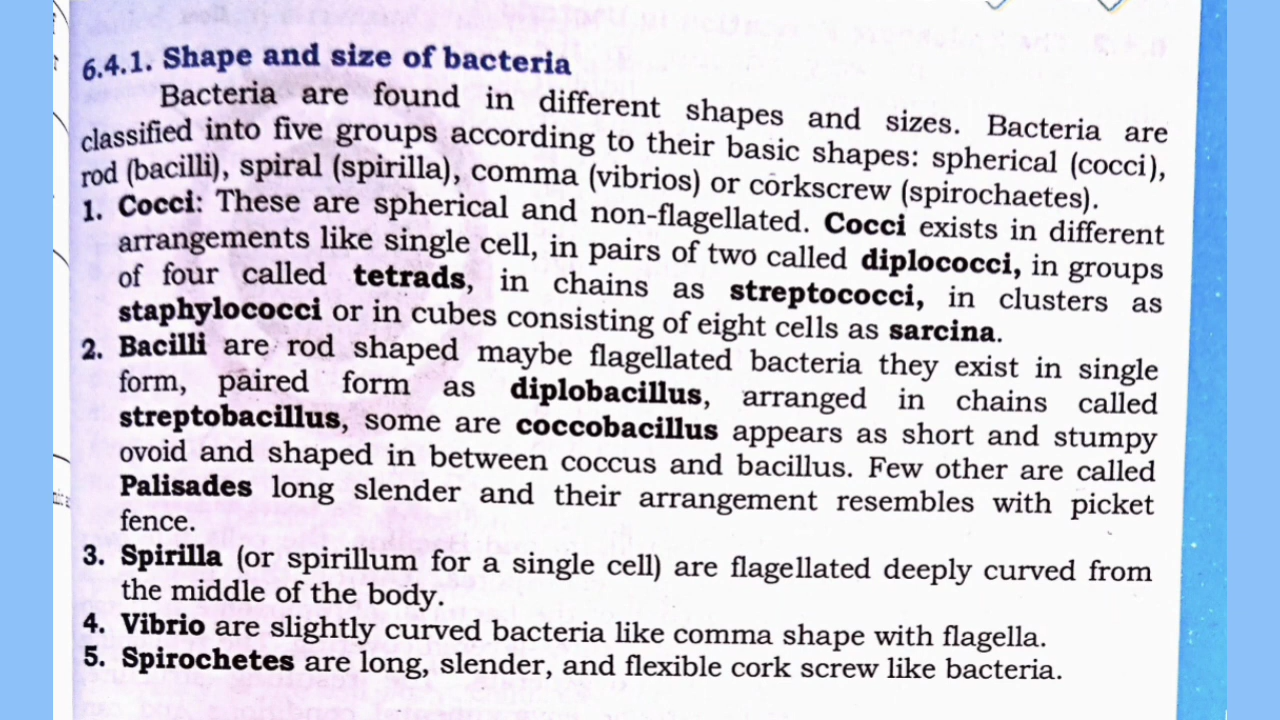 6.4.1. Shape and size of bacteria
Bacteria are found in different shapes and sizes. Bacteria are
classified into five groups according to their basic shapes: spherical (cocci),
rod (bacilli), spiral (spirilla), comma (vibrios) or corkscrew (spirochaetes).
1. Cocci: These are spherical and non-flagellated. Cocci exists in different
arrangements like single cell, in pairs of two called diplococci, in groups
of four called tetrads, in chains as streptococci, in clusters as
staphylococci or in cubes consisting of eight cells as sarcina.
2. Bacilli are rod shaped maybe flagellated bacteria they exist in single
form, paired form as diplobacillus, arranged in chains called
streptobacillus, some are coccobacillus appears as short and stumpy
ovoid and shaped in between coccus and bacillus. Few other are called
Palisades long slender and their arrangement resembles with picket
fence.
3. Spirilla (or spirillum for a single cell) are flagellated deeply curved from
the middle of the body.
4. Vibrio are slightly curved bacteria like comma shape with flagella.
5. Spirochetes are long, slender, and flexible cork screw like bacteria.